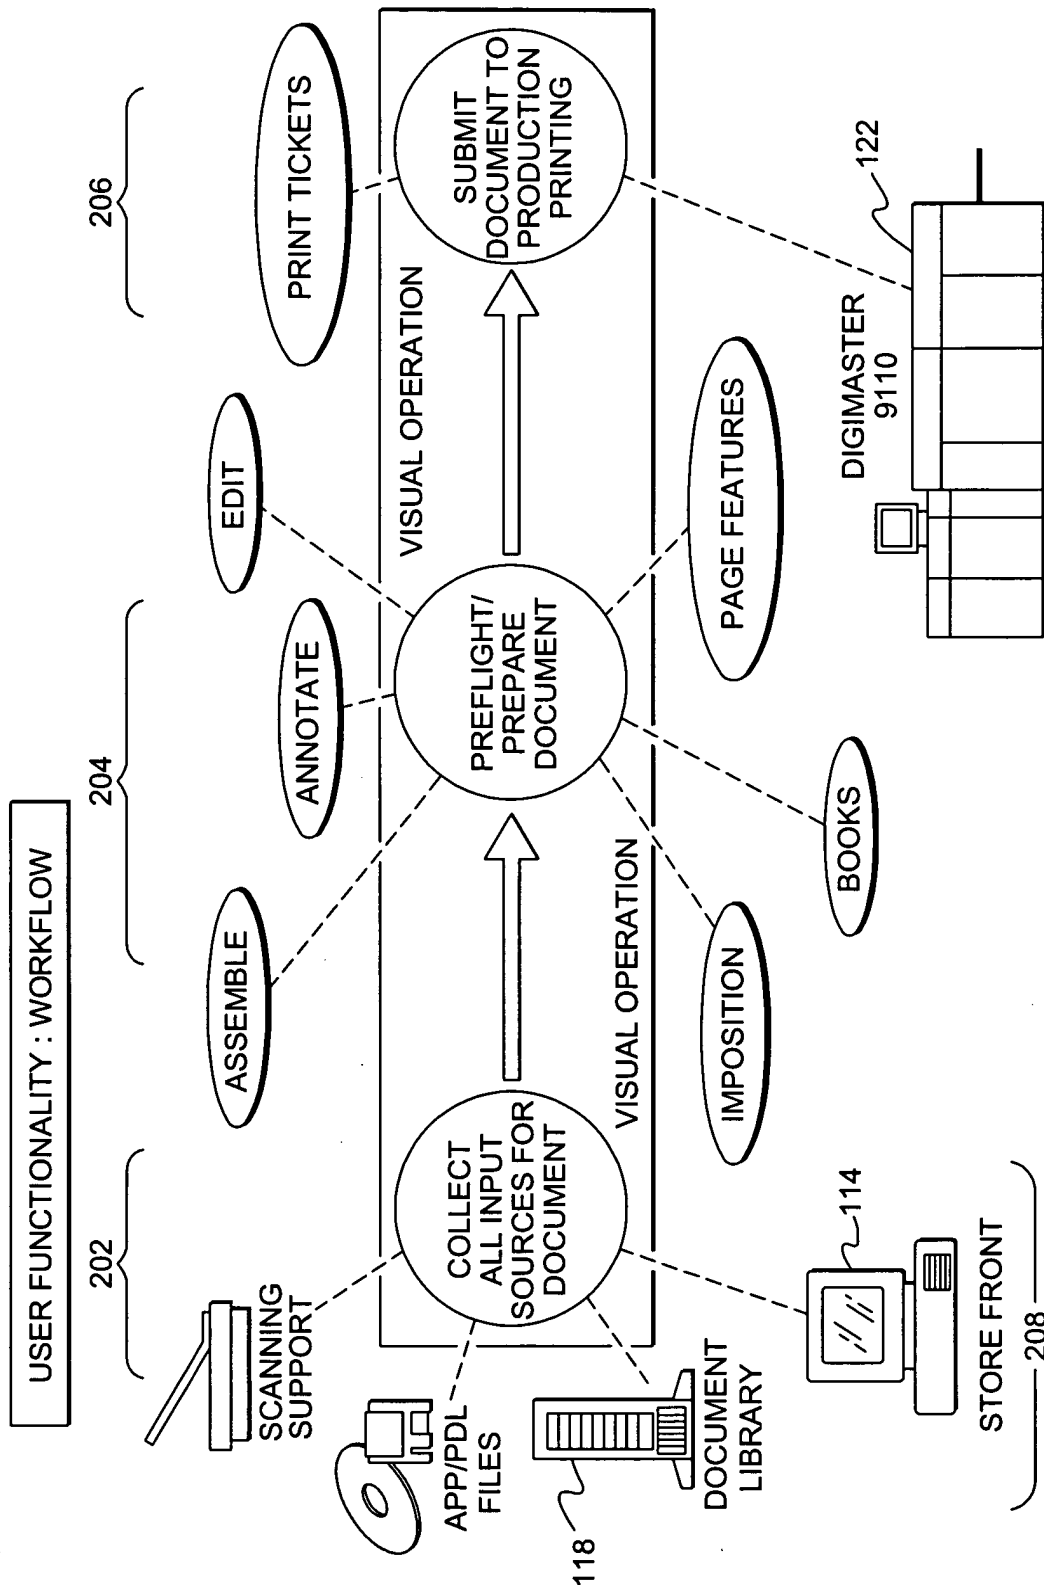 USER FUNCTIONALITY : WORKFLOW
202
204
206
SCANNING
SUPPORT
APP/PDL
FILES
118
DOCUMENT
LIBRARY
114
STORE FRONT
208
COLLECT
ALL INPUT
SOURCES FOR
DOCUMENT
VISUAL OPERATION
ASSEMBLE
ANNOTATE
EDIT
PREFLIGHT/
PREPARE
DOCUMENT
IMPOSITION
BOOKS
PAGE FEATURES
VISUAL OPERATION
PRINT TICKETS
SUBMIT
DOCUMENT TO
PRODUCTION
PRINTING
DIGIMASTER
9110
122